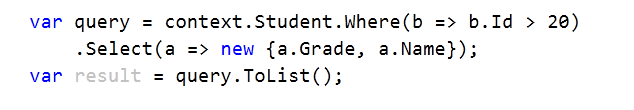 var query = context.Student.Where(b => b.Id > 20)
.Select(a => new {a.Grade, a.Name});
var result = query.ToList();